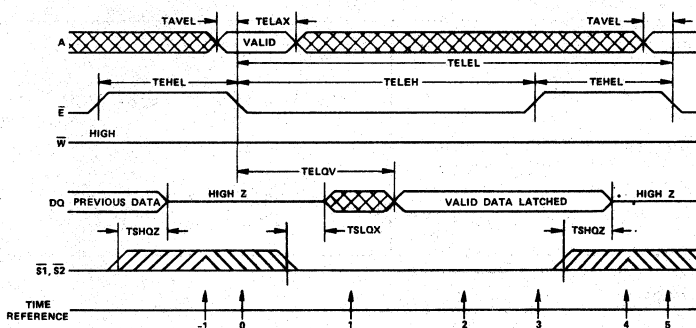 TAVEL TELAX TAVEL
A VALID
TELEL
TEHEL TELEH TEHEL
E
HIGH
W
TELQV
DQ PREVIOUS DATA HIGH Z VALID DATA LATCHED HIGH Z
TSHQZ TSLQX TSHQZ
S1, S2
TIME
REFERENCE
-1 0 1 2 3 4 5